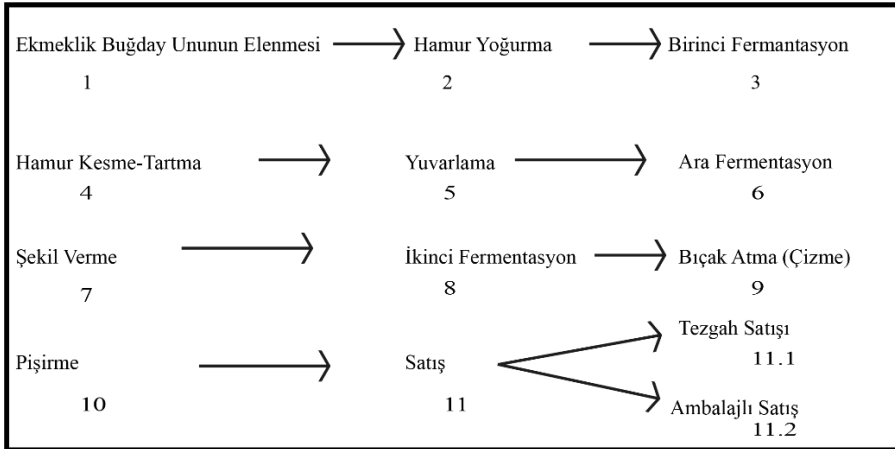 Ekmeklik Buğday Ununun Elenmesi Hamur Yoğurma Birinci Fermantasyon
1 2 3
Hamur Kesme-Tartma Yuvarlama Ara Fermentasyon
4 5 6
Şekil Verme İkinci Fermentasyon Bıçak Atma (Çizme)
7 8 9
Tezgah Satışı
Pişirme Satış 11.1
10 11 Ambalajlı Satış
11.2